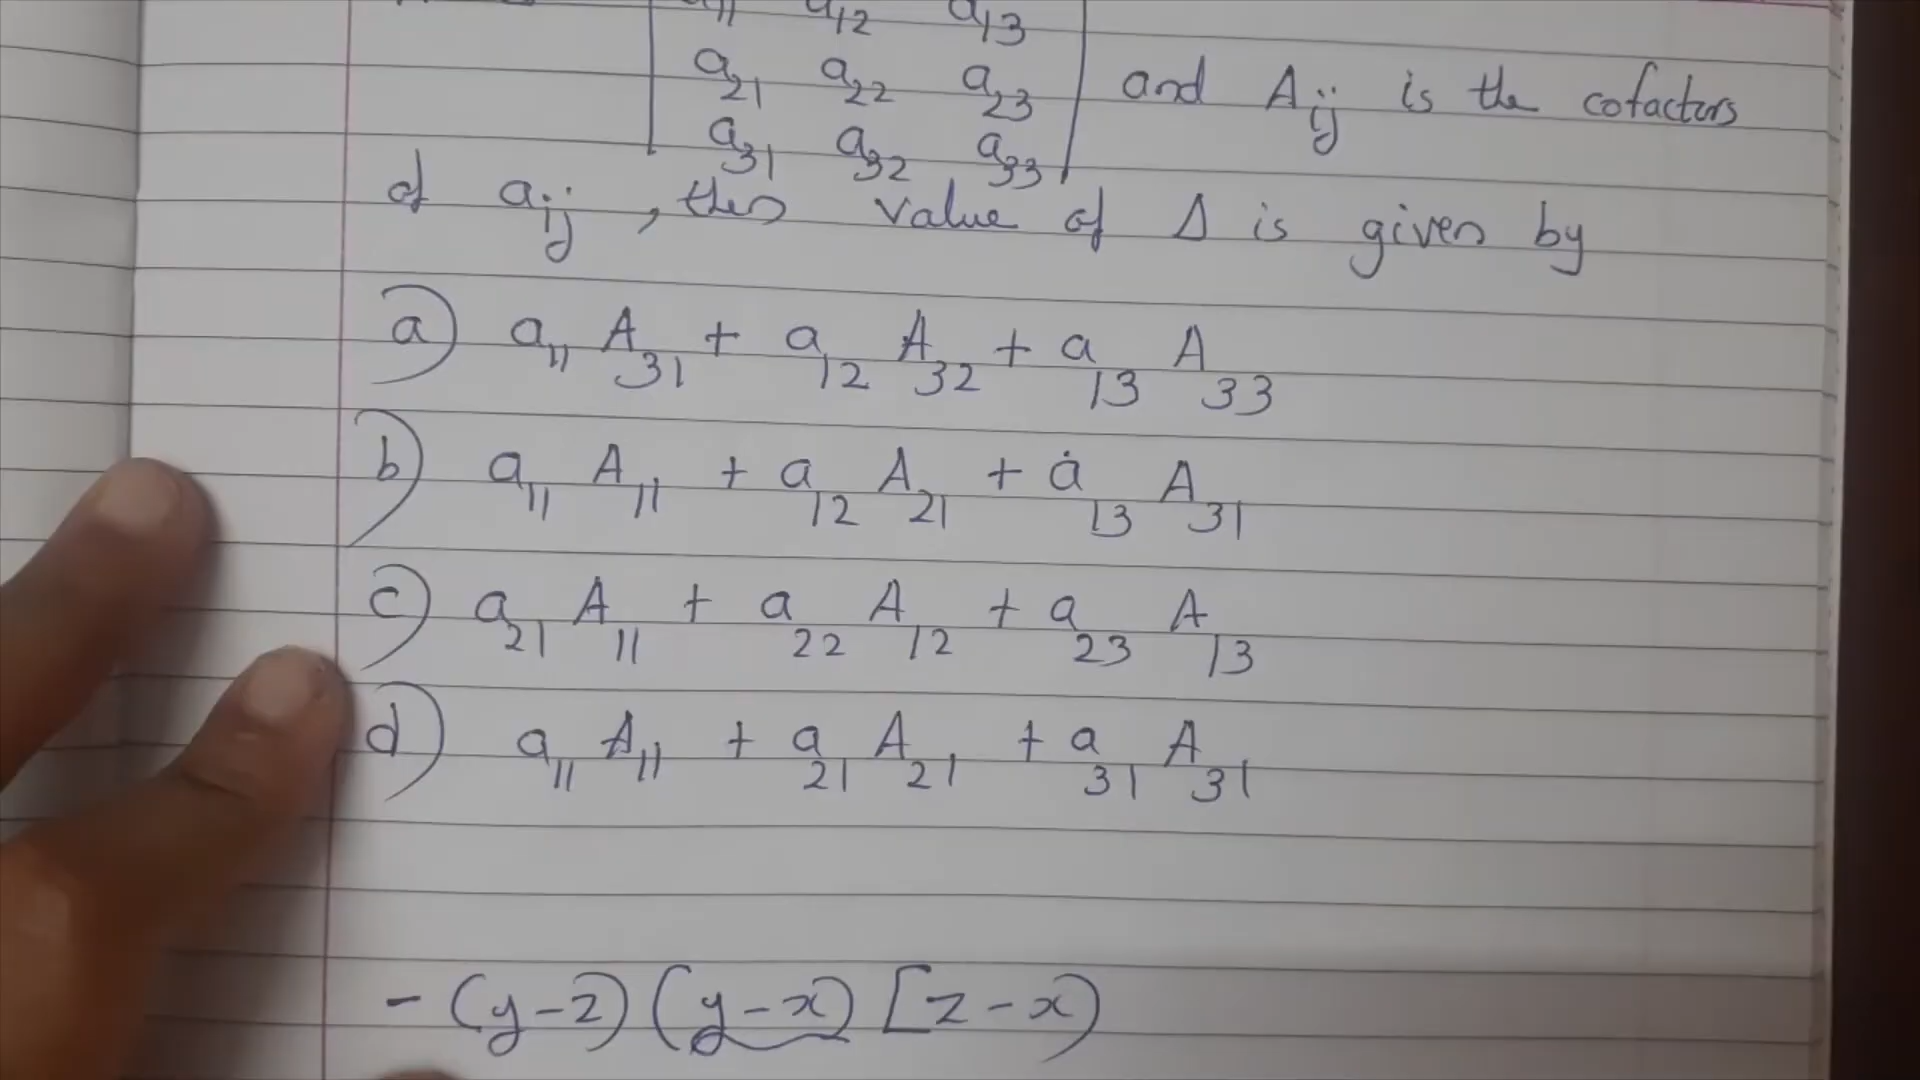 a11 a12 a13
a21 a22 a23 and Aij is the cofactors
a31 a32 a33
of aij , then value of Δ is given by
a) a11 A31 + a12 A32 + a13 A33
b) a11 A11 + a12 A21 + a13 A31
c) a21 A11 + a22 A12 + a23 A13
d) a11 A11 + a21 A21 + a31 A31
- (y-z) (y-x) [z-x)